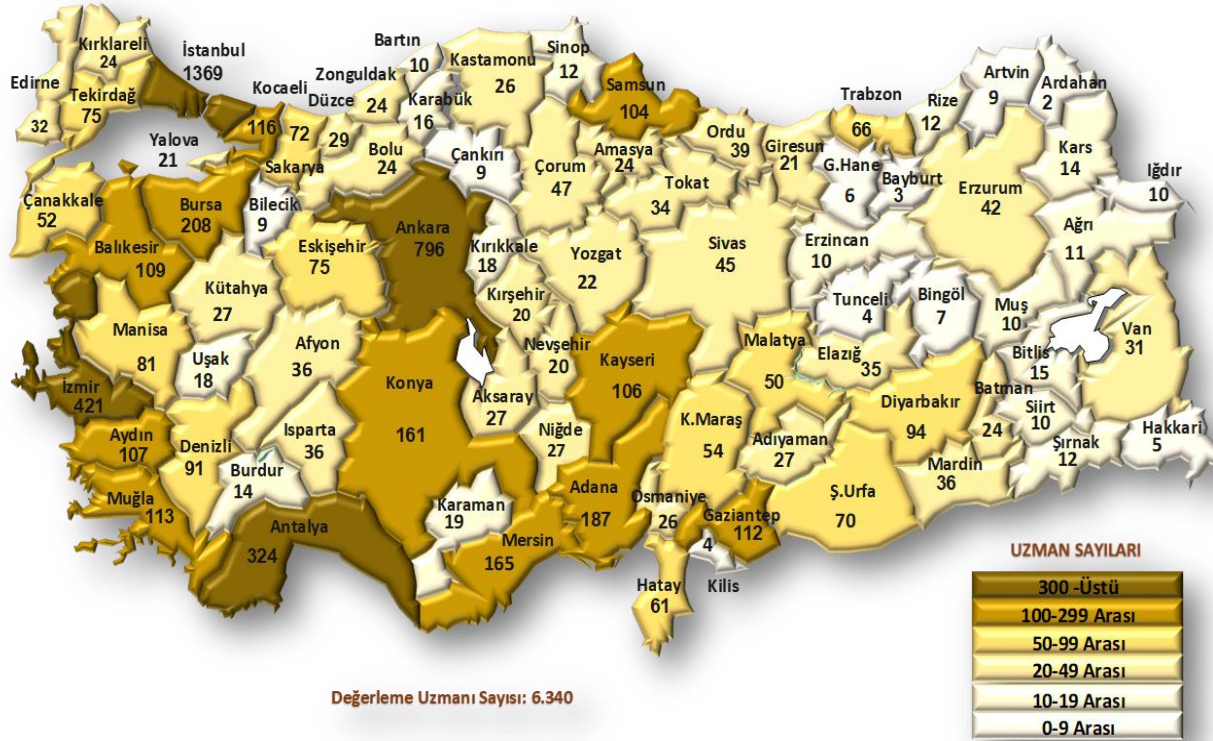 Kırklareli
24
Edirne
32
Tekirdağ
75
İstanbul
1369
Kocaeli
116
Yalova
21
72
Sakarya
Düzce
29
Zonguldak
24
Bartın
10
Karabük
16
Bolu
24
Kastamonu
26
Sinop
12
Çankırı
9
Samsun
104
Çorum
47
Amasya
24
Ordu
39
Tokat
34
Giresun
21
Trabzon
66
G.Hane
6
Bayburt
3
Rize
12
Artvin
9
Ardahan
2
Kars
14
Iğdır
10
Erzurum
42
Ağrı
11
Çanakkale
52
Balıkesir
109
Bursa
208
Bilecik
9
Eskişehir
75
Kütahya
27
Ankara
796
Kırıkkale
18
Kırşehir
20
Yozgat
22
Sivas
45
Erzincan
10
Tunceli
4
Bingöl
7
Muş
10
Bitlis
15
Van
31
Manisa
81
Uşak
18
Afyon
36
İzmir
421
Aydın
107
Denizli
91
Muğla
113
Burdur
14
Isparta
36
Antalya
324
Konya
161
Aksaray
27
Nevşehir
20
Niğde
27
Kayseri
106
Malatya
50
Elazığ
35
K.Maraş
54
Adıyaman
27
Diyarbakır
94
Batman
24
Siirt
10
Şırnak
12
Hakkari
5
Mardin
36
Ş.Urfa
70
Karaman
19
Mersin
165
Adana
187
Osmaniye
26
Gaziantep
112
4
Kilis
Hatay
61
Değerleme Uzmanı Sayısı: 6.340
UZMAN SAYILARI
300 -Üstü
100-299 Arası
50-99 Arası
20-49 Arası
10-19 Arası
0-9 Arası